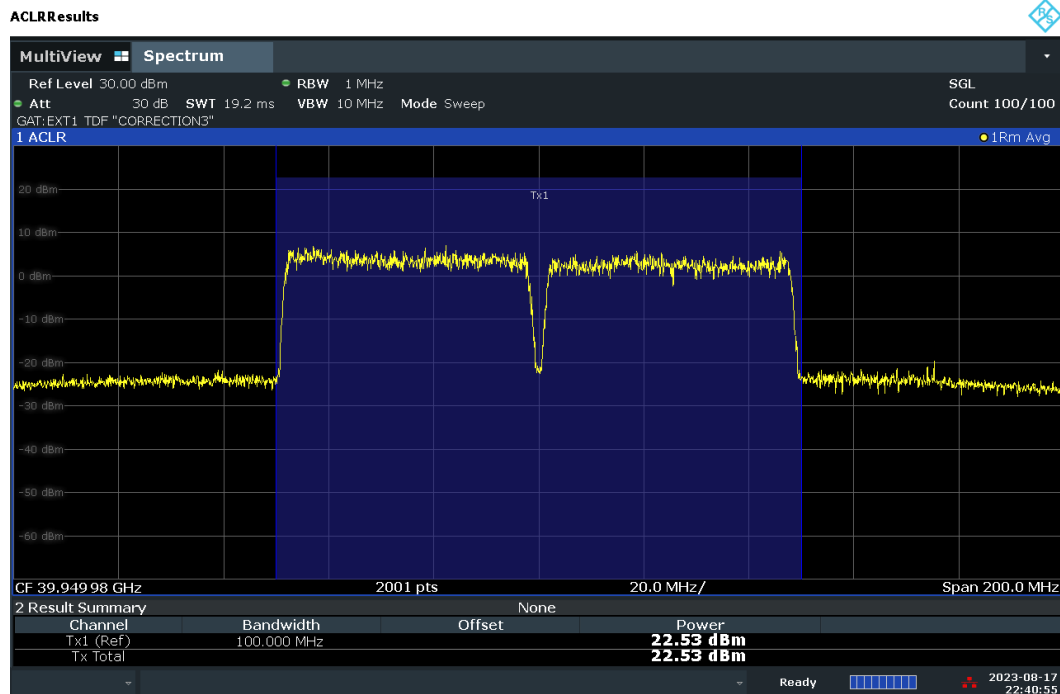 ACLRResults
R&S
MultiView Spectrum
Ref Level 30.00 dBm RBW 1 MHz SGL
Att 30 dB SWT 19.2 ms VBW 10 MHz Mode Sweep Count 100/100
GAT:EXT1 TDF "CORRECTION3"
1 ACLR 1Rm Avg
20 dBm
Tx1
10 dBm
0 dBm
-10 dBm
-20 dBm
-30 dBm
-40 dBm
-50 dBm
-60 dBm
CF 39.94998 GHz 2001 pts 20.0 MHz/ Span 200.0 MHz
2 Result Summary None
Channel Bandwidth Offset Power
Tx1 (Ref) 100.000 MHz 22.53 dBm
Tx Total 22.53 dBm
Ready 2023-08-17
22:40:55